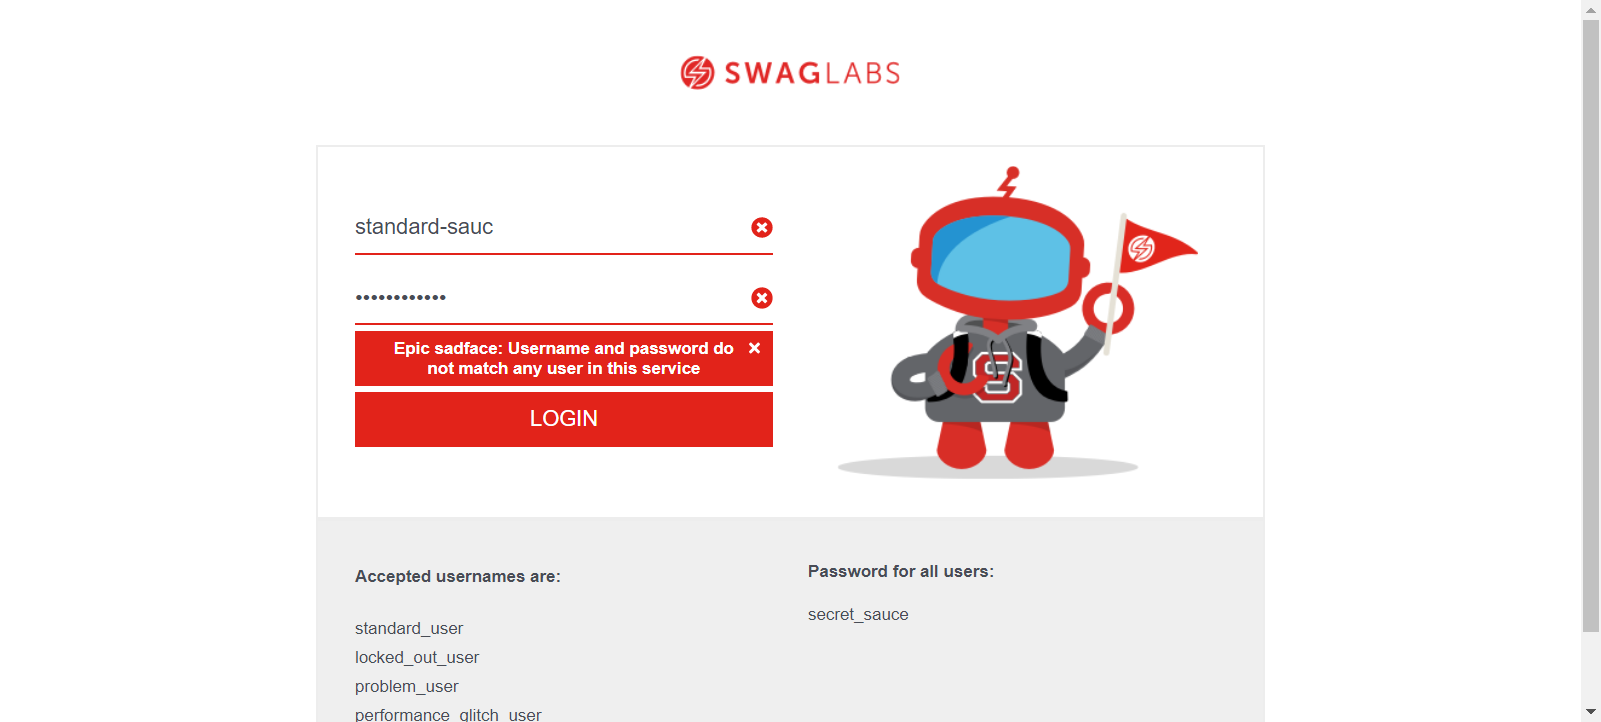 SWAGLABS
standard-sauc
••••••••••••
Epic sadface: Username and password do
not match any user in this service
LOGIN
S
Accepted usernames are:
standard_user
locked_out_user
problem_user
performance_glitch_user
Password for all users:
secret_sauce